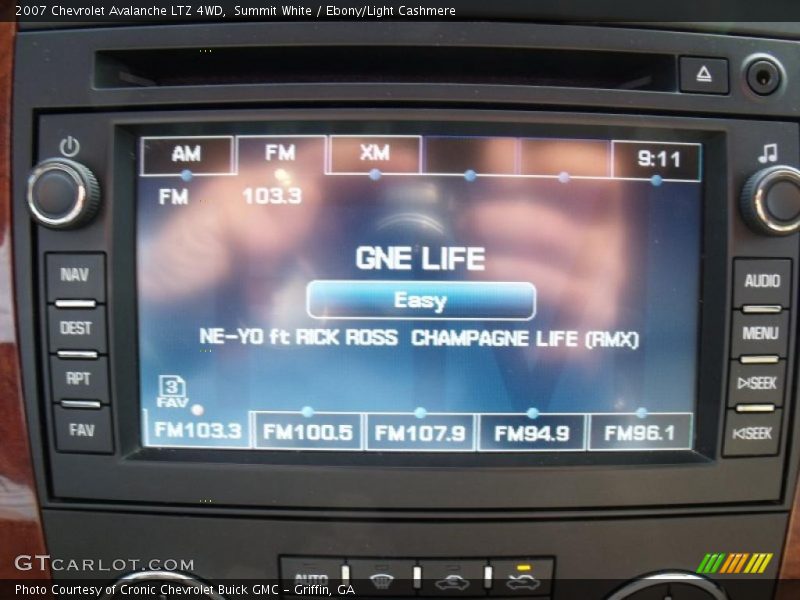 2007 Chevrolet Avalanche LTZ 4WD, Summit White / Ebony/Light Cashmere
AM FM XM 9:11
FM 103.3
GNE LIFE
Easy
NE-YO ft RICK ROSS CHAMPAGNE LIFE (RMX)
3
FAV
FM103.3 FM100.5 FM107.9 FM94.9 FM96.1
NAV
DEST
RPT
FAV
AUDIO
MENU
SEEK
SEEK
AUTO
GTCARLOT.COM
Photo Courtesy of Cronic Chevrolet Buick GMC - Griffin, GA